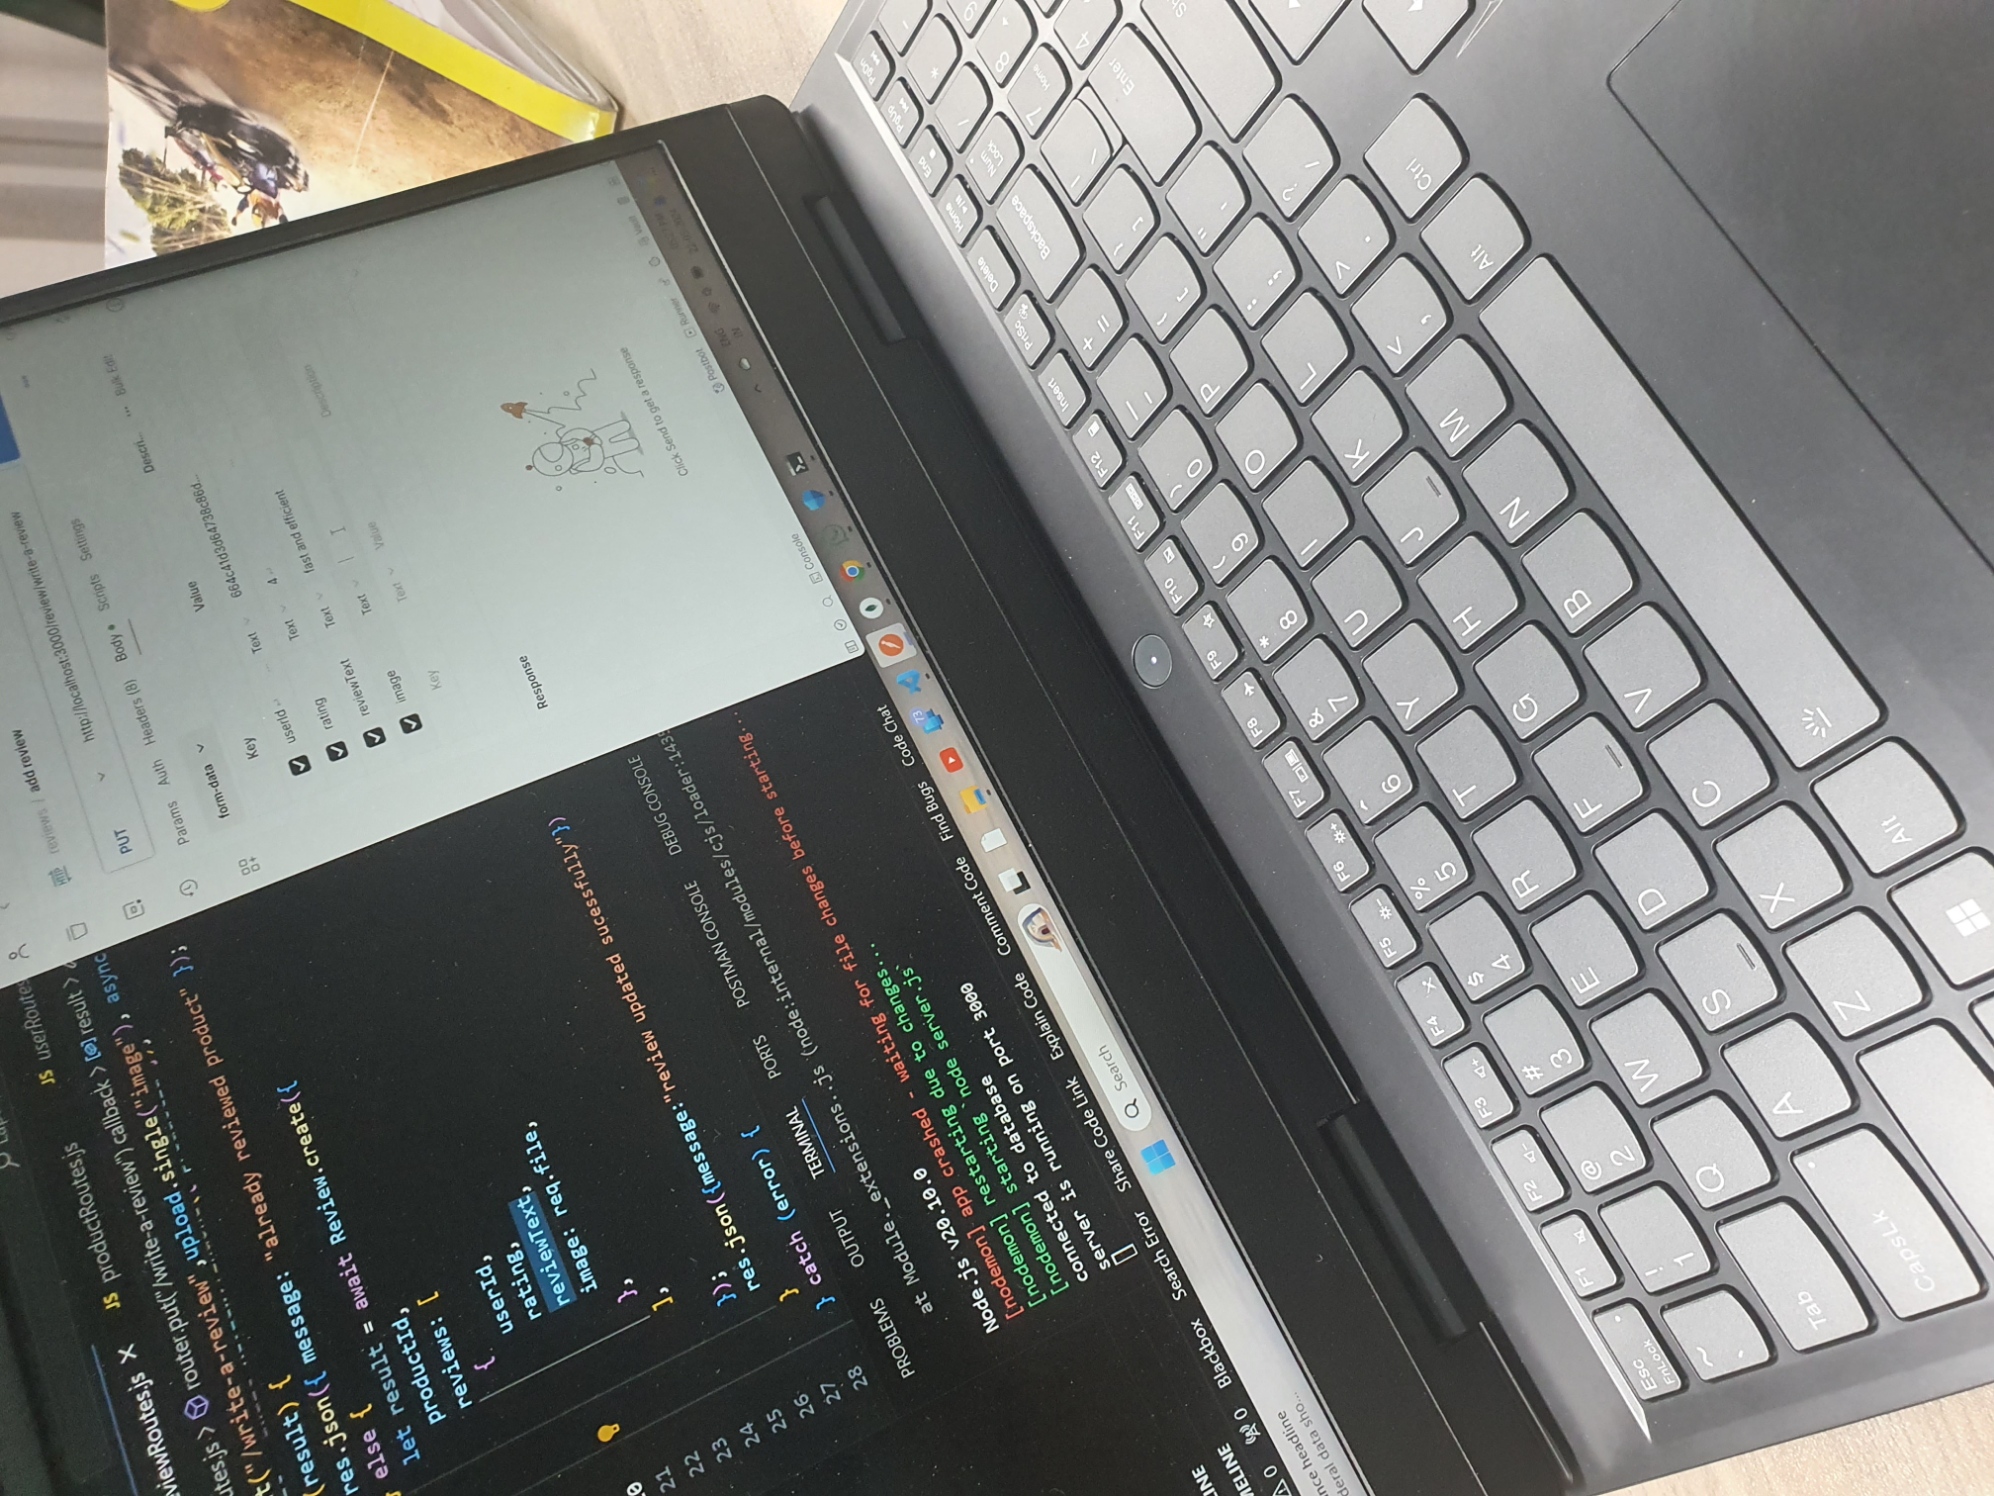 userRoutes
JS productRoutes.js
viewRoutes.js X
utes.js > router.put("/write-a-review") callback > result >
t("/write-a-review",upload.single("image"), async
res.json({ message: "already reviewed product" });
(result) {
else {
let result = await Review.create({
productId,
reviews: [
{
userId,
rating,
reviewText,
image: req.file,
},
],
});
res.json({message:"review updated sucessfully"})
}
} catch (error) {
21
22
23
24
25
26
27
28
PROBLEMS OUTPUT TERMINAL PORTS POSTMAN CONSOLE DEBUG CONSOLE
at Module._extensions..js (node:internal/modules/cjs/loader:1435
Node.js v20.10.0
[nodemon] app crashed - waiting for file changes before starting...
[nodemon] restarting due to changes...
[nodemon] starting `node server.js`
connected to database
server is running on port 3000
INE
MELINE
0 0 Blackbox Search Error Share Code Link Explain Code Comment Code Find Bugs Code Chat
nce headline
deral data sho...
Search
73
HTTP reviews / add review
PUT http://localhost:3000/review/write-a-review
Params Auth Headers (8) Body Scripts Settings
form-data
Key Value Descri... Bulk Edit
userId Text 664c41d3d64738c86d...
rating Text 4
reviewText Text fast and efficient
image Text Description
Key Text Value
Response
Click Send to get a response
Console Postbot Runner Vault
ENG
IN
Esc F1 F2 F3 F4 F5 F6 F7 F8 F9 F10 F11 F12 Insert PrtSc Delete Home End PgUp PgDn
FnLock
~ ` ! 1 @ 2 # 3 $ 4 % 5 ^ 6 & 7 * 8 ( 9 ) 0 _ - + = Backspace Num Lock / * -
Tab Q W E R T Y U I O P { [ } ] | \ 7 Home 8 9
CapsLk A S D F G H J K L : ; " ' Enter 4
Z X C V B N M < , > . ? / Sh
Alt Alt Ctrl